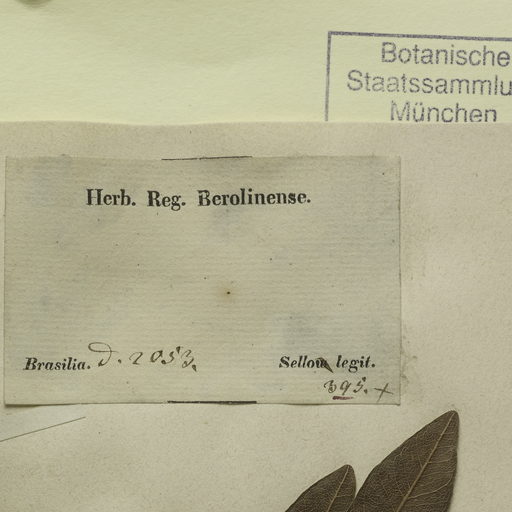 Botanische
Staatssammlu
München
Herb. Reg. Berolinense.
Brasilia. d. 2053.
Sellow legit.
395. +